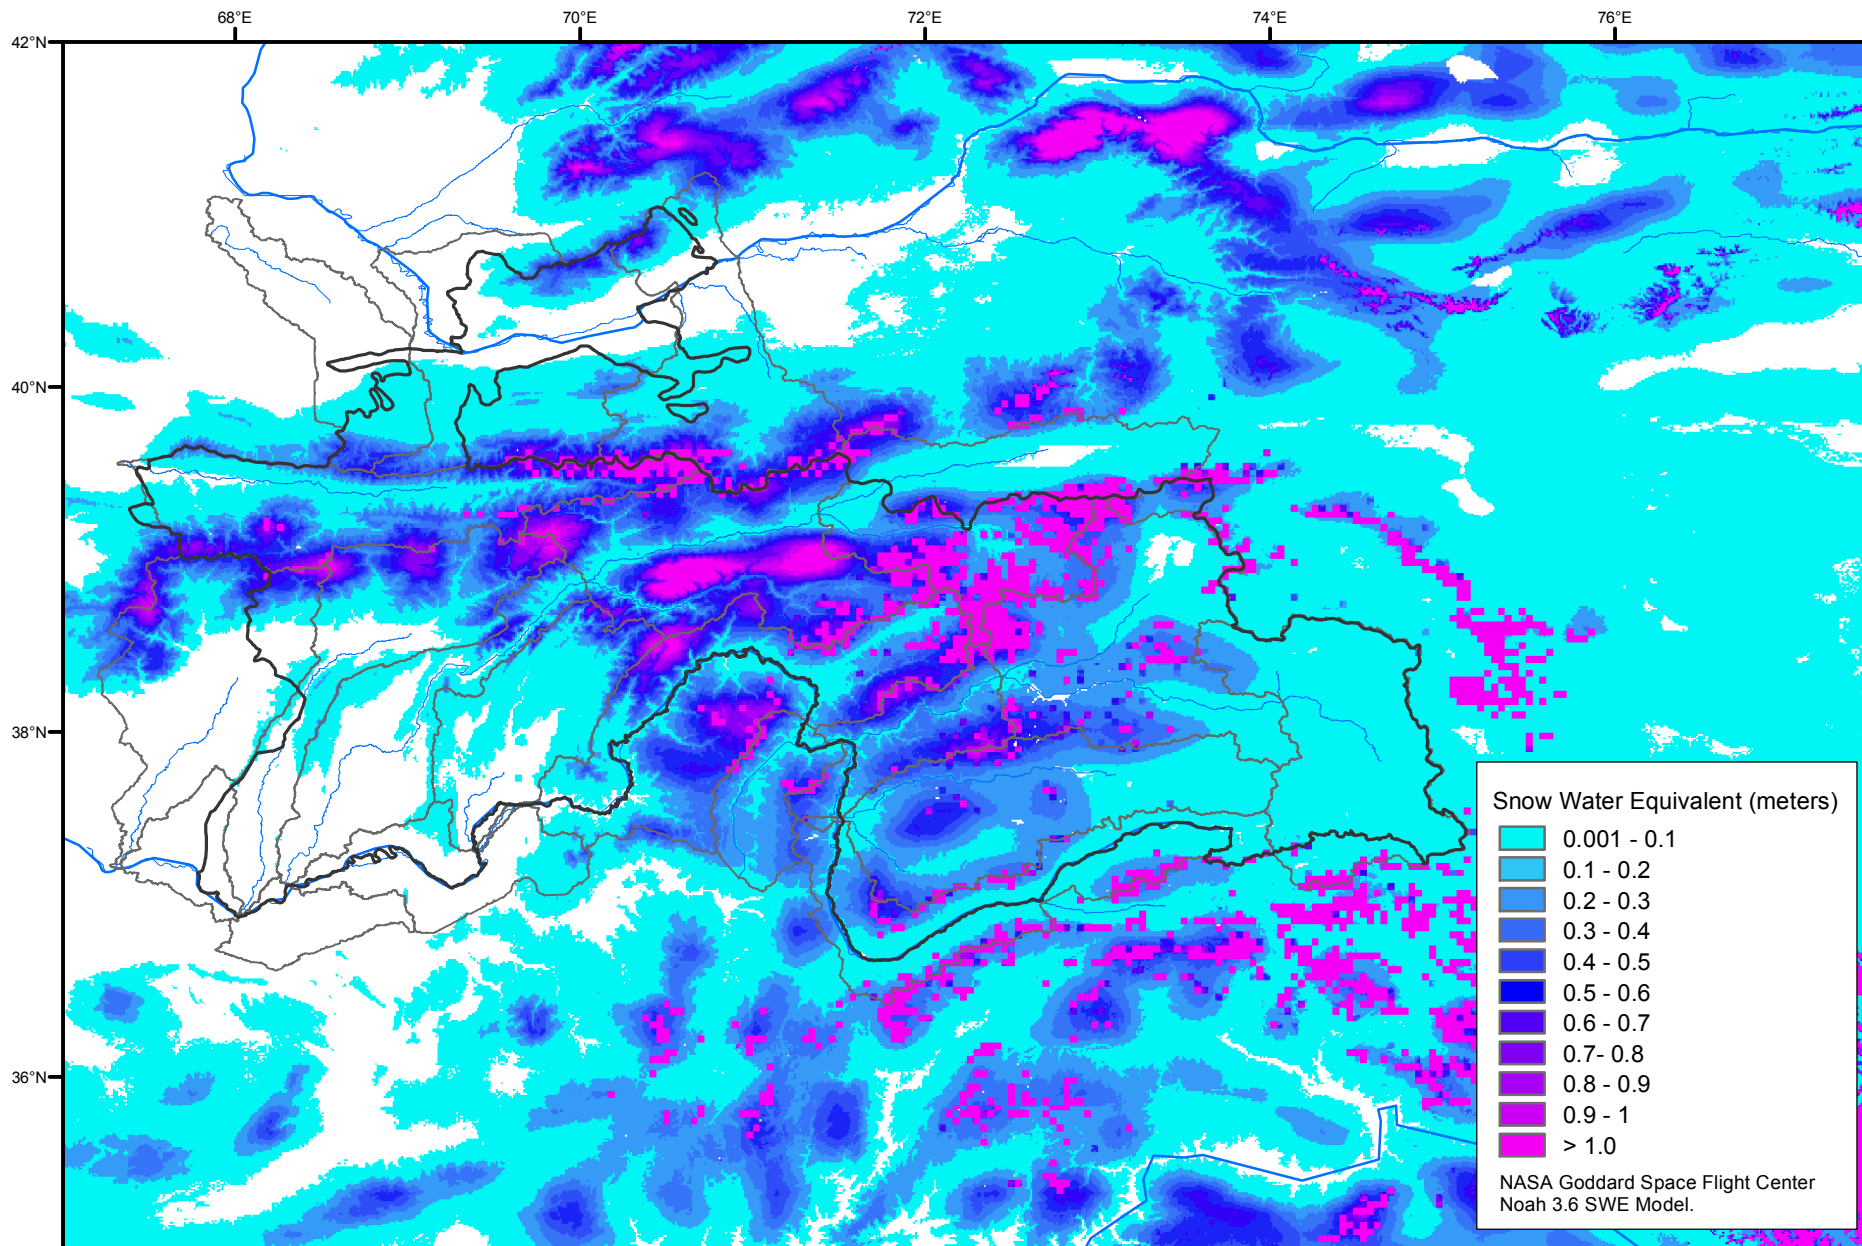 68°E 70°E 72°E 74°E 76°E
42°N
40°N
38°N
36°N
Snow Water Equivalent (meters)
0.001 - 0.1
0.1 - 0.2
0.2 - 0.3
0.3 - 0.4
0.4 - 0.5
0.5 - 0.6
0.6 - 0.7
0.7- 0.8
0.8 - 0.9
0.9 - 1
> 1.0
NASA Goddard Space Flight Center
Noah 3.6 SWE Model.